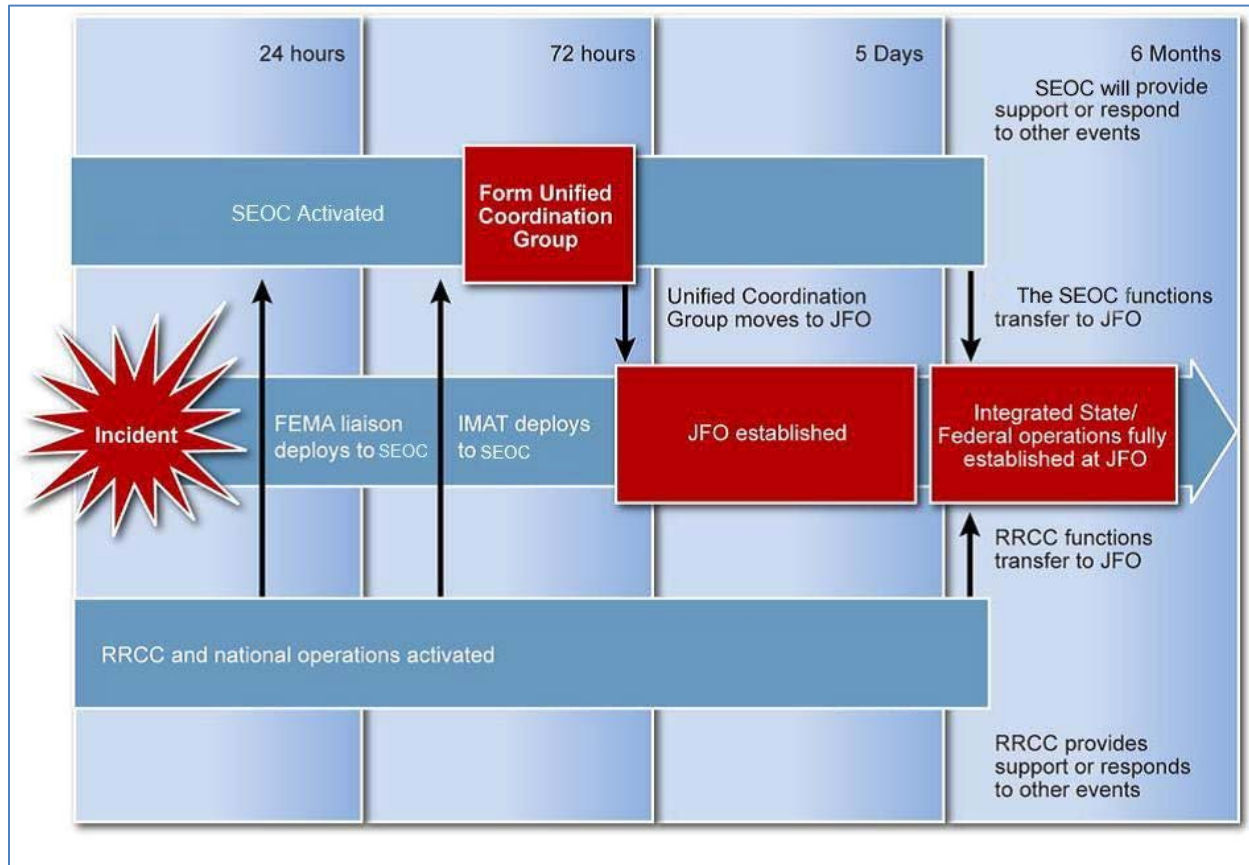 24 hours
72 hours
5 Days
6 Months
SEOC will provide
support or respond
to other events
SEOC Activated
Form Unified
Coordination
Group
Unified Coordination
Group moves to JFO
The SEOC functions
transfer to JFO
Incident
FEMA liaison
deploys to SEOC
IMAT deploys
to SEOC
JFO established
Integrated State/
Federal operations fully
established at JFO
RRCC functions
transfer to JFO
RRCC and national operations activated
RRCC provides
support or responds
to other events